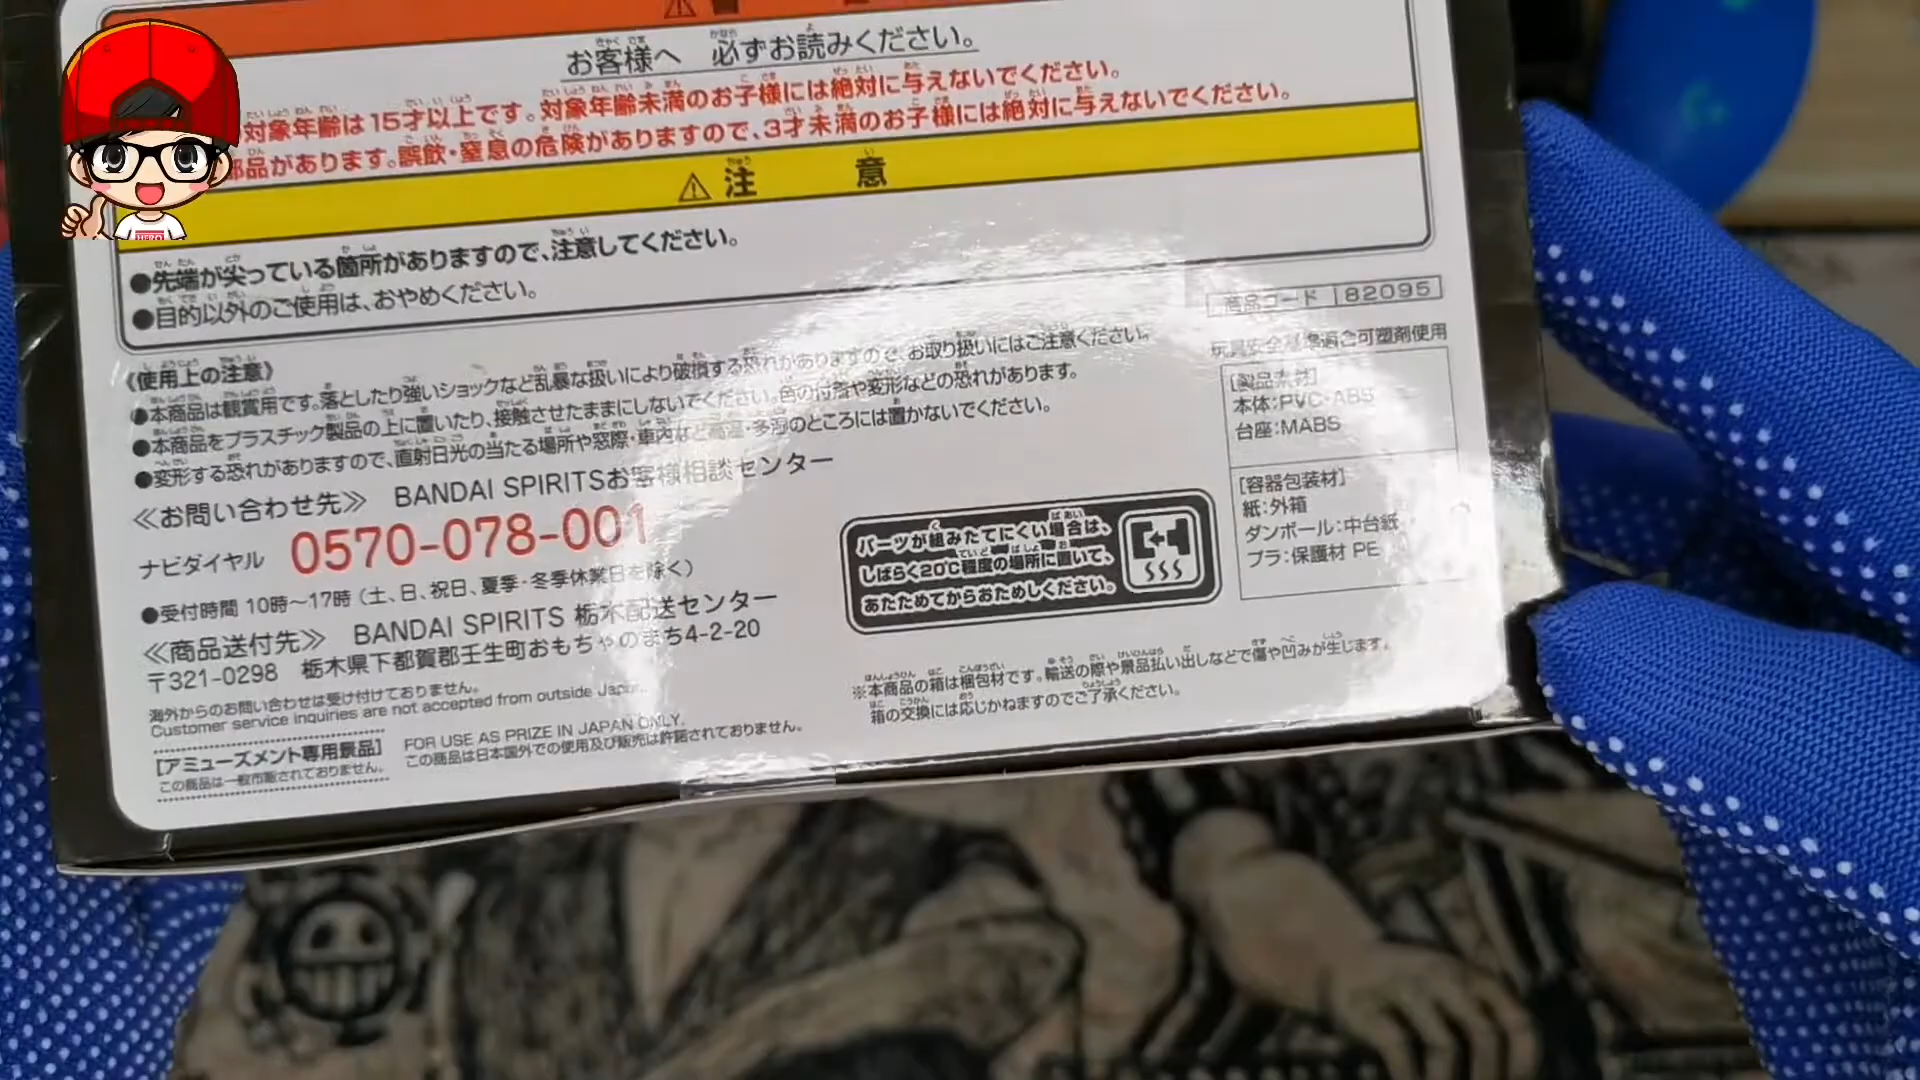 お客様へ 必ずお読みください。
対象年齢は15才以上です。対象年齢未満のお子様には絶対に与えないでください。
部品があります。誤飲・窒息の危険がありますので、3才未満のお子様には絶対に与えないでください。
⚠注 意
●先端が尖っている箇所がありますので、注意してください。
●目的以外のご使用は、おやめください。
商品コード 182095
玩具安全基準適合可塑剤使用
《使用上の注意》
●本商品は観賞用です。落としたり強いショックなど乱暴な扱いにより破損する恐れがありますので、お取り扱いにはご注意ください。
●本商品をプラスチック製品の上に置いたり、接触させたままにしないでください。色の付着や変形などの恐れがあります。
●変形する恐れがありますので、直射日光の当たる場所や窓際・車内など高温・多湿のところには置かないでください。
[製品素材]
本体:PVC・ABS
台座:MABS
[容器包装材]
紙:外箱
ダンボール:中台紙
プラ:保護材 PE
≪お問い合わせ先≫ BANDAI SPIRITSお客様相談センター
ナビダイヤル 0570-078-001
●受付時間 10時~17時(土、日、祝日、夏季・冬季休業日を除く)
≪商品送付先≫ BANDAI SPIRITS 栃木配送センター
〒321-0298 栃木県下都賀郡壬生町おもちゃのまち4-2-20
海外からのお問い合わせは受け付けておりません。
Customer service inquiries are not accepted from outside Japan.
[アミューズメント専用景品]
この商品は一般市販されておりません。
FOR USE AS PRIZE IN JAPAN ONLY.
この商品は日本国外での使用及び販売は許諾されておりません。
パーツが組みたてにくい場合は、
しばらく20℃程度の場所に置いて、
あたためてからおためしください。
※本商品の箱は梱包材です。輸送の際や景品払い出しなどで傷や凹みが生じます。
箱の交換には応じかねますのでご了承ください。
HERO